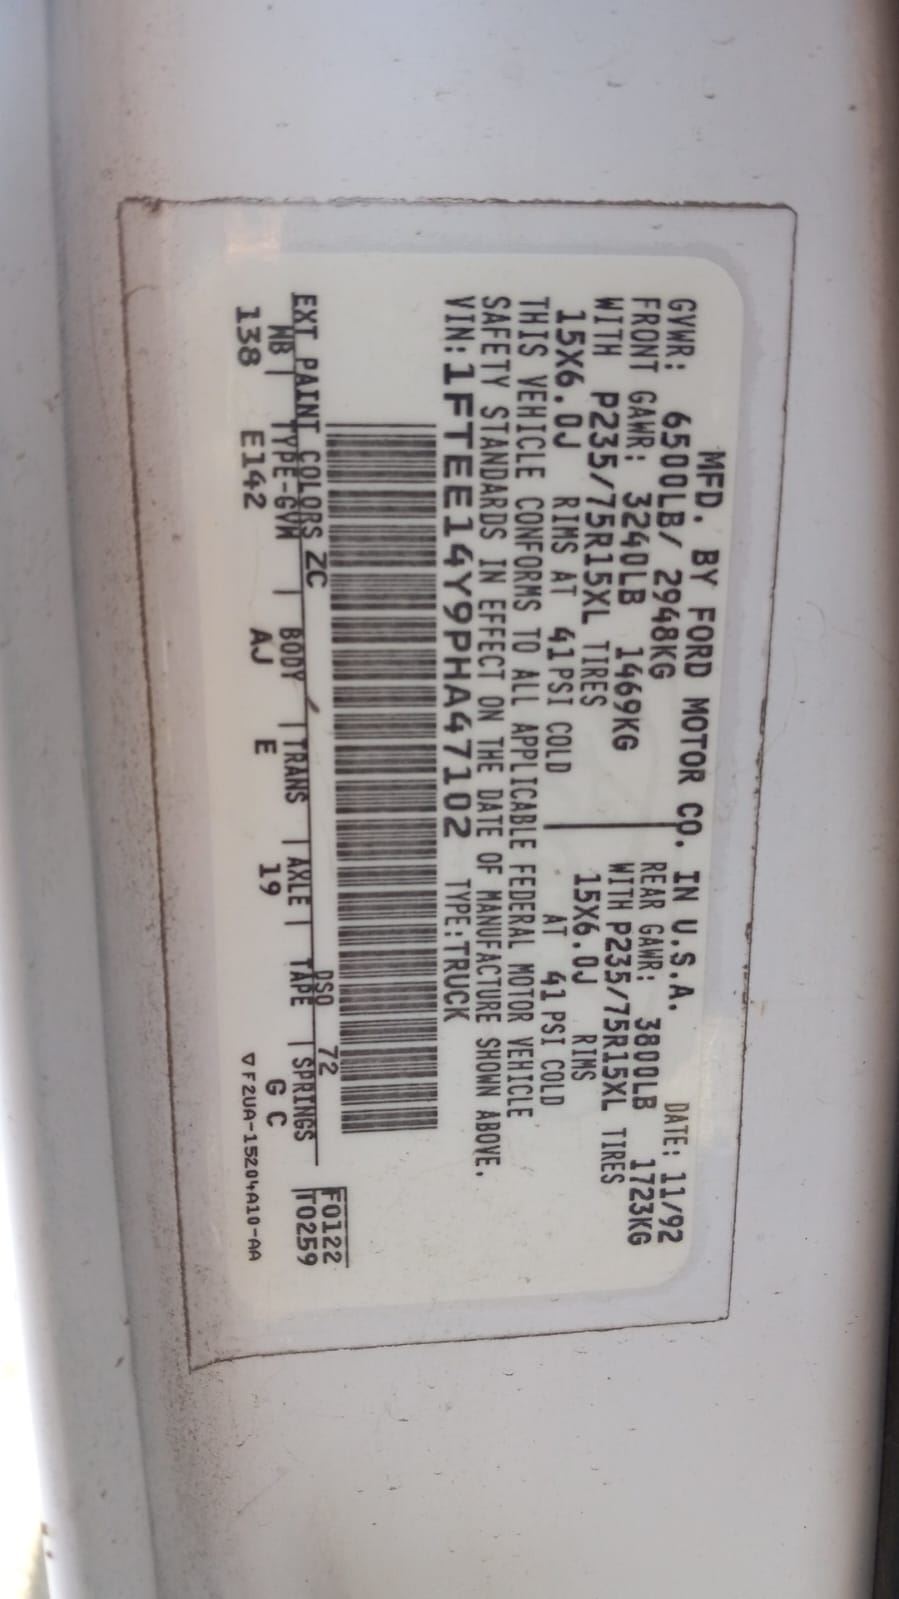 MFD. BY FORD MOTOR CO. IN U.S.A.
DATE: 11/92
GVWR: 6500LB/ 2948KG
FRONT GAWR: 3240LB 1469KG
WITH P235/75R15XL TIRES
15X6.0J RIMS AT 41PSI COLD
REAR GAWR: 3800LB 1723KG
WITH P235/75R15XL TIRES
15X6.0J RIMS
AT 41 PSI COLD
THIS VEHICLE CONFORMS TO ALL APPLICABLE FEDERAL MOTOR VEHICLE
SAFETY STANDARDS IN EFFECT ON THE DATE OF MANUFACTURE SHOWN ABOVE.
VIN:1FTEE14Y9PHA47102 TYPE:TRUCK
F0122
T0259
EXT PAINT COLORS ZC / DSO 72
WB | TYPE-GVM | BODY | TRANS | AXLE | TAPE | SPRINGS
138 E142 AJ E 19 G C
▽F2UA-15204A10-AA